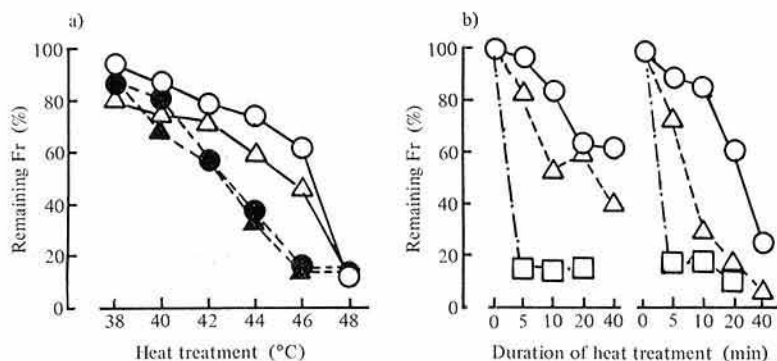 a)
Remaining Fr (%)
100
80
60
40
20
0
38 40 42 44 46 48
Heat treatment (°C)
b)
Remaining Fr (%)
100
80
60
40
20
0
0 5 10 20 40 0 5 10 20 40
Duration of heat treatment (min)